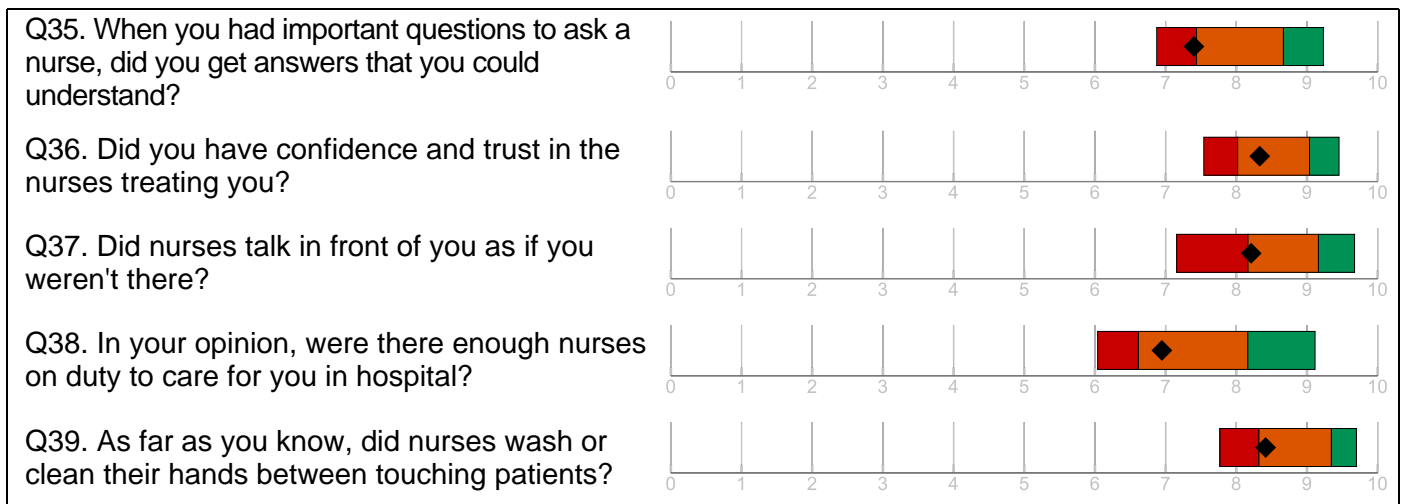 Q35. When you had important questions to ask a
nurse, did you get answers that you could
understand?
0 1 2 3 4 5 6 7 8 9 10
Q36. Did you have confidence and trust in the
nurses treating you?
0 1 2 3 4 5 6 7 8 9 10
Q37. Did nurses talk in front of you as if you
weren't there?
0 1 2 3 4 5 6 7 8 9 10
Q38. In your opinion, were there enough nurses
on duty to care for you in hospital?
0 1 2 3 4 5 6 7 8 9 10
Q39. As far as you know, did nurses wash or
clean their hands between touching patients?
0 1 2 3 4 5 6 7 8 9 10